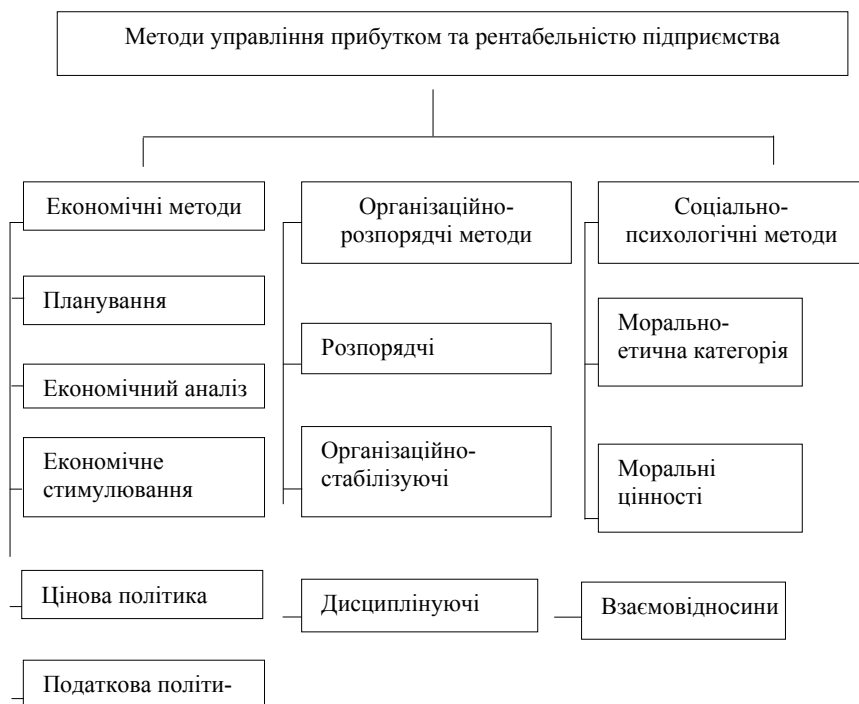 Методи управління прибутком та рентабельністю підприємства
Економічні методи
Планування
Економічний аналіз
Економічне
стимулювання
Цінова політика
Податкова політи-
Організаційно-
розпорядчі методи
Розпорядчі
Організаційно-
стабілізуючі
Дисциплінуючі
Соціально-
психологічні методи
Морально-
етична категорія
Моральні
цінності
Взаємовідносини